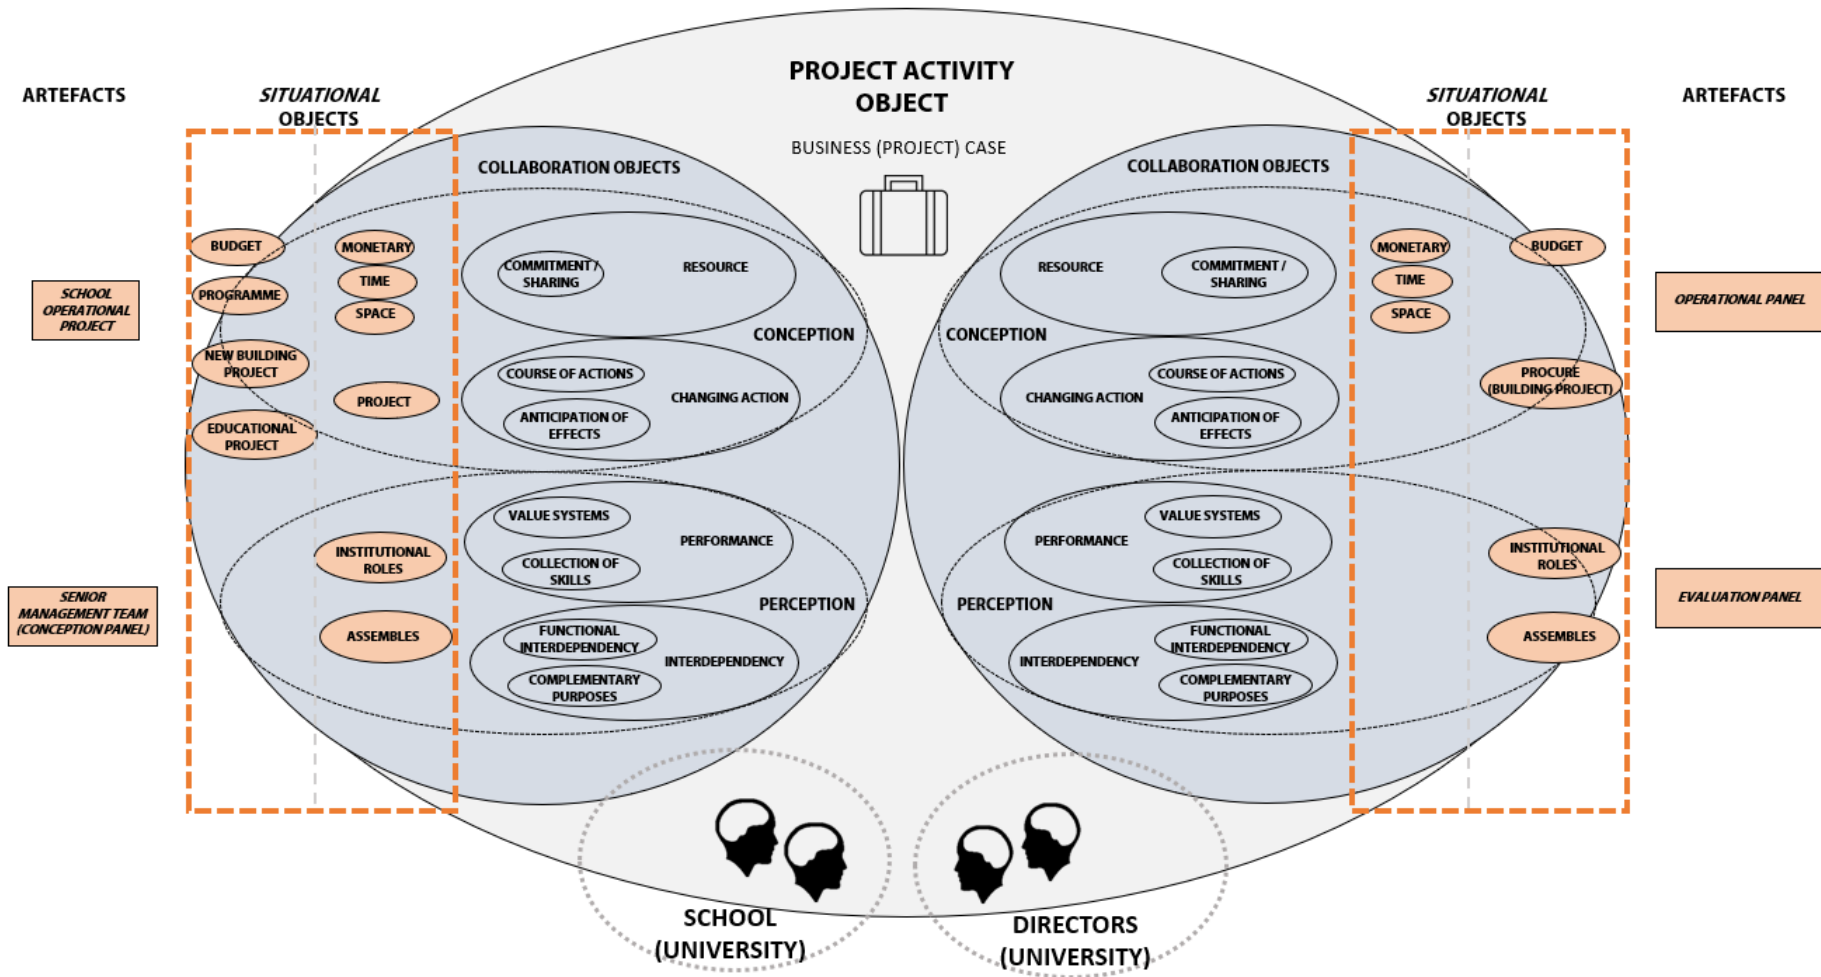 PROJECT ACTIVITY
OBJECT
BUSINESS (PROJECT) CASE
ARTEFACTS
SITUATIONAL
OBJECTS
COLLABORATION OBJECTS
BUDGET
PROGRAMME
NEW BUILDING
PROJECT
EDUCATIONAL
PROJECT
MONETARY
TIME
SPACE
PROJECT
INSTITUTIONAL
ROLES
ASSEMBLES
SCHOOL
OPERATIONAL
PROJECT
SENIOR
MANAGEMENT TEAM
(CONCEPTION PANEL)
COMMITMENT /
SHARING
RESOURCE
CONCEPTION
COURSE OF ACTIONS
CHANGING ACTION
ANTICIPATION OF
EFFECTS
VALUE SYSTEMS
PERFORMANCE
COLLECTION OF
SKILLS
PERCEPTION
FUNCTIONAL
INTERDEPENDENCY
INTERDEPENDENCY
COMPLEMENTARY
PURPOSES
SITUATIONAL
OBJECTS
ARTEFACTS
COLLABORATION OBJECTS
RESOURCE
COMMITMENT /
SHARING
CONCEPTION
COURSE OF ACTIONS
CHANGING ACTION
ANTICIPATION OF
EFFECTS
VALUE SYSTEMS
PERFORMANCE
COLLECTION OF
SKILLS
PERCEPTION
FUNCTIONAL
INTERDEPENDENCY
INTERDEPENDENCY
COMPLEMENTARY
PURPOSES
MONETARY
TIME
SPACE
BUDGET
PROCURE
(BUILDING PROJECT)
INSTITUTIONAL
ROLES
ASSEMBLES
OPERATIONAL PANEL
EVALUATION PANEL
SCHOOL
(UNIVERSITY)
DIRECTORS
(UNIVERSITY)